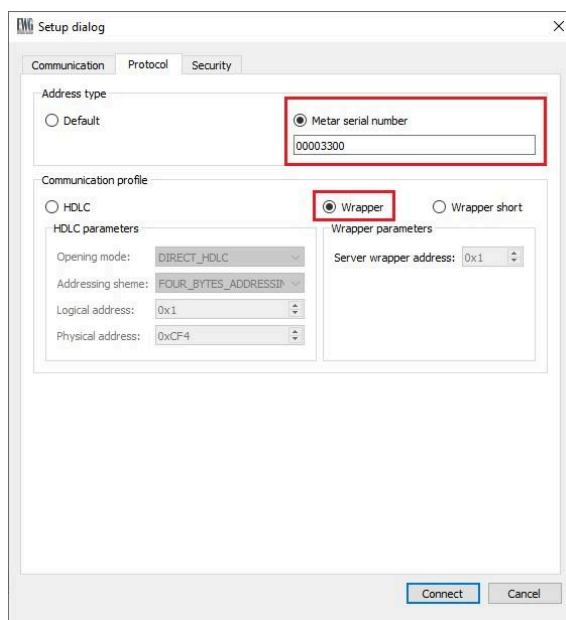 EWG Setup dialog
Communication Protocol Security
Address type
Default Metar serial number
00003300
Communication profile
HDLC Wrapper Wrapper short
HDLC parameters Wrapper parameters
Opening mode: DIRECT_HDLC Server wrapper address: 0x1
Addressing sheme: FOUR_BYTES_ADDRESSIN
Logical address: 0x1
Physical address: 0xCF4
Connect Cancel